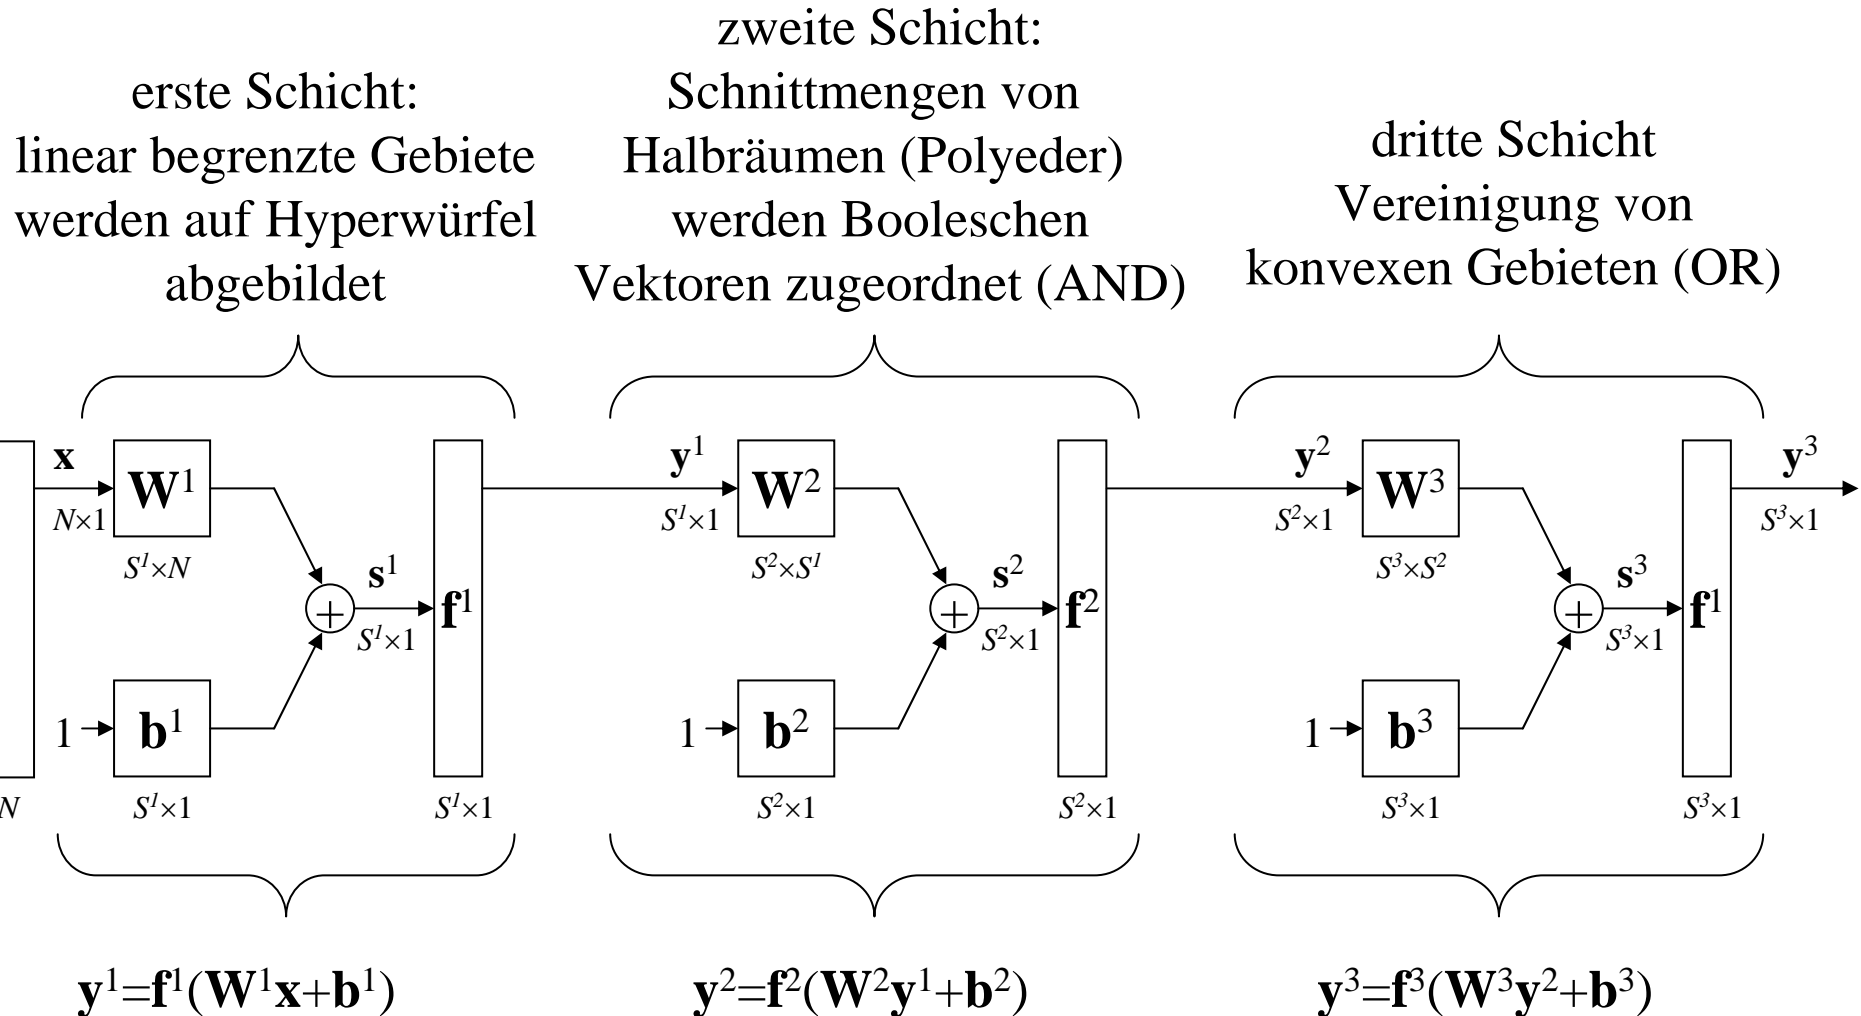 zweite Schicht:
erste Schicht:
Schnittmengen von
linear begrenzte Gebiete
Halbräumen (Polyeder)
dritte Schicht
werden auf Hyperwürfel
werden Booleschen
Vereinigung von
abgebildet
Vektoren zugeordnet (AND)
konvexen Gebieten (OR)
x
y¹
y²
y³
W¹
W²
W³
N×1
S¹×1
S²×1
S³×1
S¹×N
S²×S¹
S³×S²
s¹
s²
s³
+
+
+
f¹
f²
f¹
S¹×1
S²×1
S³×1
1
b¹
1
b²
1
b³
N
S¹×1
S¹×1
S²×1
S²×1
S³×1
S³×1
y¹=f¹(W¹x+b¹)
y²=f²(W²y¹+b²)
y³=f³(W³y²+b³)